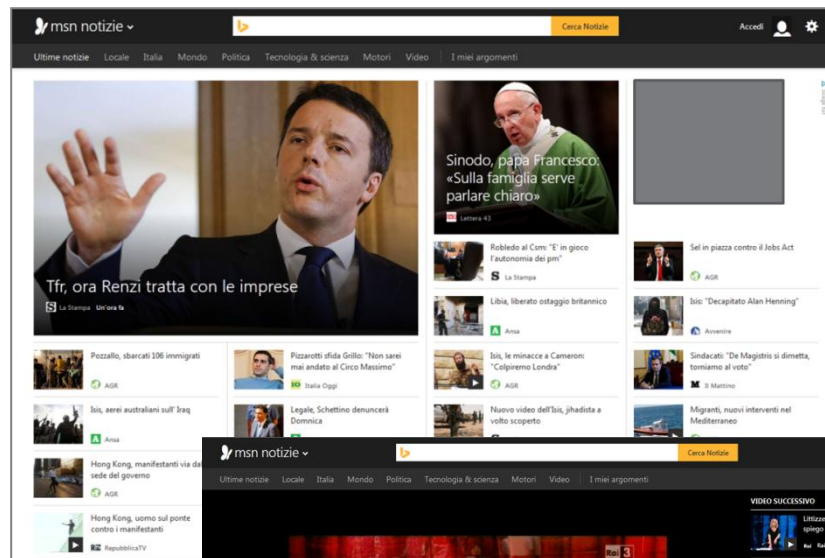 msn notizie
Cerca Notizie
Accedi
Ultime notizie Locale Italia Mondo Politica Tecnologia & scienza Motori Video I miei argomenti
Tfr, ora Renzi tratta con le imprese
La Stampa Un'ora fa
Sinodo, papa Francesco:
«Sulla famiglia serve
parlare chiaro»
Lettera 43
Robledo al Csm: "E' in gioco
l'autonomia dei pm"
S La Stampa
Libia, liberato ostaggio britannico
A Ansa
Isis, le minacce a Cameron:
"Colpiremo Londra"
AGR
Nuovo video dell'Isis, jihadista a
volto scoperto
Sel in piazza contro il Jobs Act
AGR
Isis: "Decapitato Alan Henning"
Avvenire
Sindacati: "De Magistris si dimetta,
torniamo al voto"
M Il Mattino
Migranti, nuovi interventi nel
Mediterraneo
Pozzallo, sbarcati 106 immigrati
AGR
Isis, aerei australiani sull' Iraq
A Ansa
Hong Kong, manifestanti via dal
sede del governo
AGR
Hong Kong, uomo sul ponte
contro i manifestanti
RepubblicaTV
Pizzarotti sfida Grillo: "Non sarei
mai andato al Circo Massimo"
IO Italia Oggi
Legale, Schettino denuncerà
Domnica
msn notizie
Cerca Notizie
Ultime notizie Locale Italia Mondo Politica Tecnologia & scienza Motori Video I miei argomenti
VIDEO SUCCESSIVO
Littizze
spiego
Rai
Rai 3